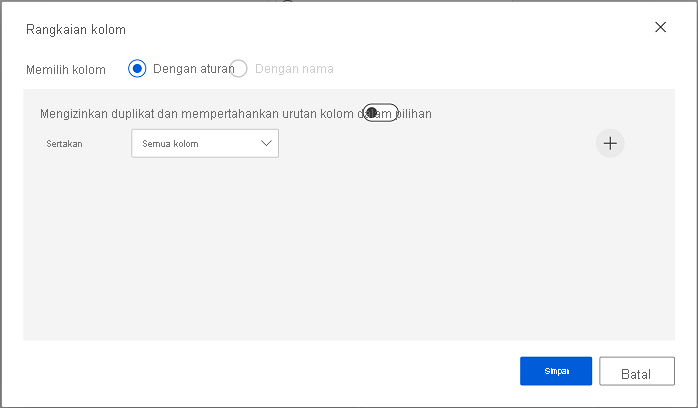 Rangkaian kolom
Memilih kolom Dengan aturan Dengan nama
Mengizinkan duplikat dan mempertahankan urutan kolom dalam pilihan
Sertakan Semua kolom
Simpan Batal